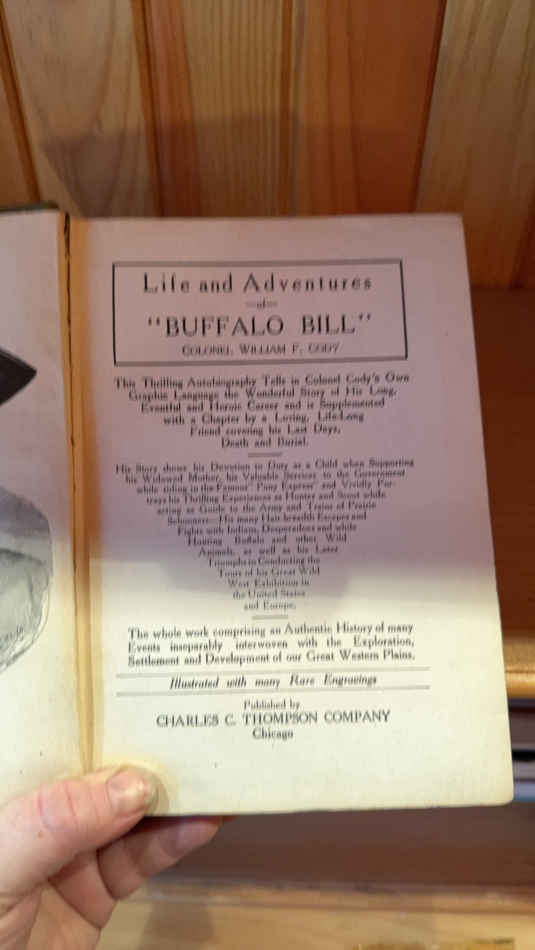 Life and Adventures
—of—
"BUFFALO BILL"
COLONEL WILLIAM F. CODY
This Thrilling Autobiography Tells in Colonel Cody's Own
Graphic Language the Wonderful Story of His Long,
Eventful and Heroic Career and is Supplemented
with a Chapter by a Loving, Life-Long
Friend covering his Last Days,
Death and Burial.
His Story shows his Devotion to Duty as a Child when Supporting
his Widowed Mother, his Valuable Services to the Government
while riding in the Famous "Pony Express" and Vividly Por-
trays his Thrilling Experiences as Hunter and Scout while
acting as Guide to the Army and Trains of Prairie
Schooners—His many Hair-breadth Escapes and
Fights with Indians, Desperadoes and while
Hunting Buffalo and other Wild
Animals, as well as his Later
Triumphs in Conducting the
Tours of his Great Wild
West Exhibition in
the United States
and Europe.
The whole work comprising an Authentic History of many
Events inseparably interwoven with the Exploration,
Settlement and Development of our Great Western Plains.
Illustrated with many Rare Engravings
Published by
CHARLES C. THOMPSON COMPANY
Chicago